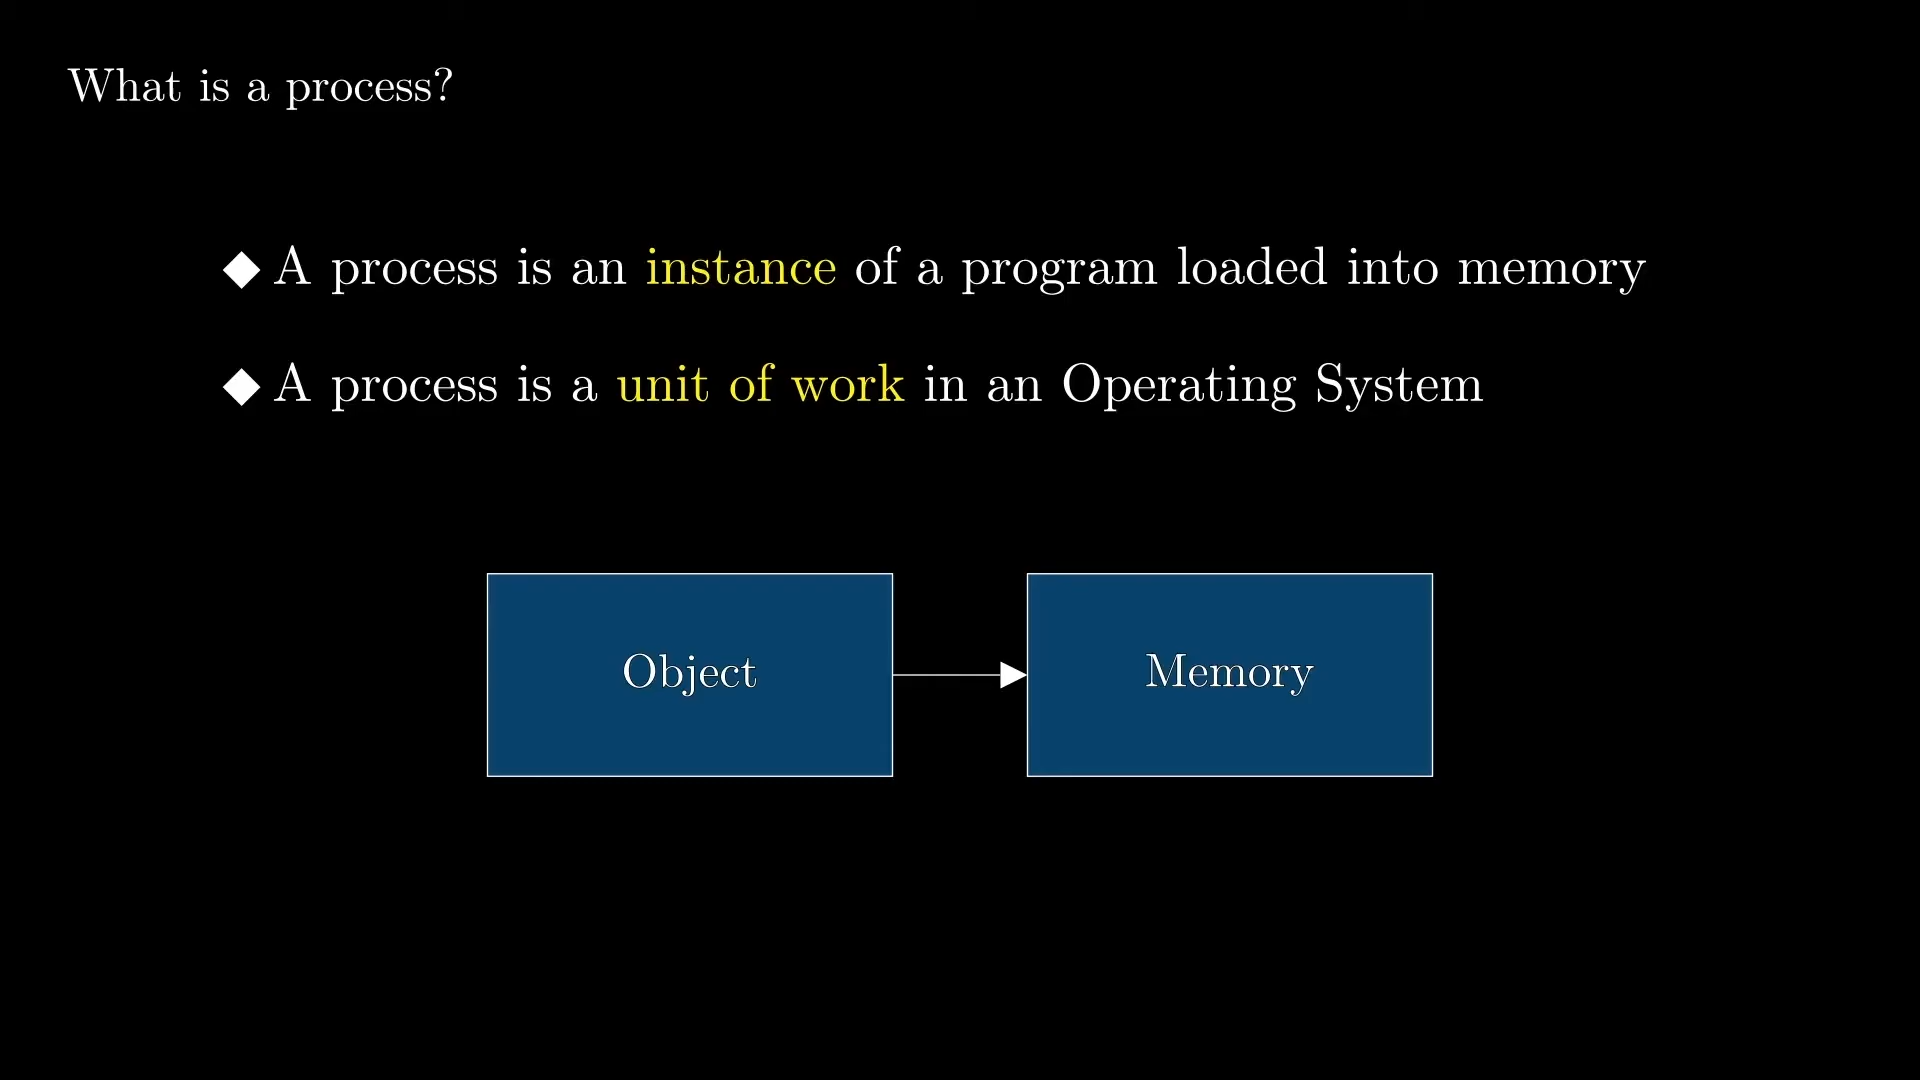 What is a process?
◆ A process is an instance of a program loaded into memory
◆ A process is a unit of work in an Operating System
Object
Memory